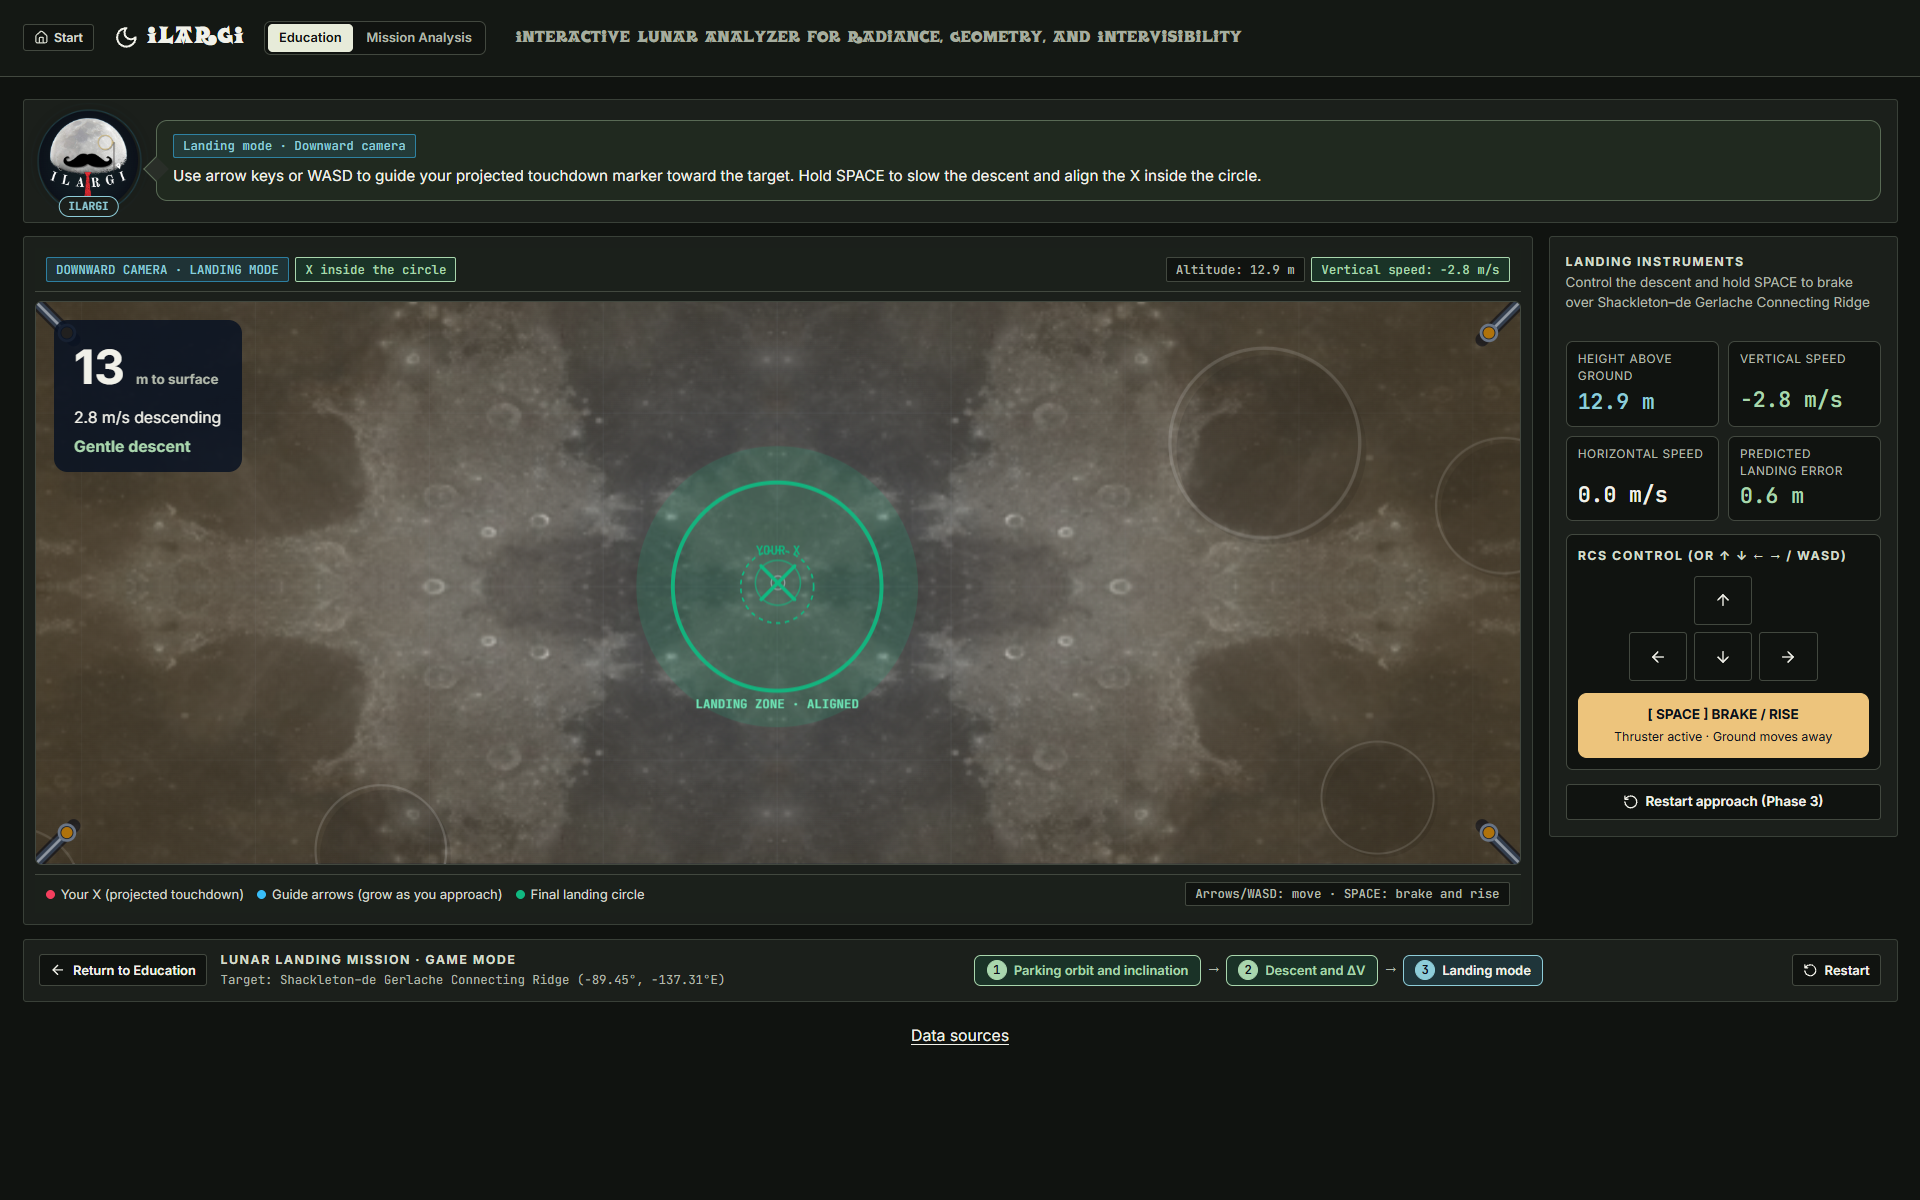 Start
iLARGi
Education
Mission Analysis
iNTERACTIVE LUNAR ANALYZER FOR RADIANCE, GEOMETRY, AND iNTERVISIBILITY
ILARGI
ILARGI
Landing mode · Downward camera
Use arrow keys or WASD to guide your projected touchdown marker toward the target. Hold SPACE to slow the descent and align the X inside the circle.
DOWNWARD CAMERA · LANDING MODE
X inside the circle
Altitude: 12.9 m
Vertical speed: -2.8 m/s
13 m to surface
2.8 m/s descending
Gentle descent
YOUR X
LANDING ZONE · ALIGNED
Your X (projected touchdown)
Guide arrows (grow as you approach)
Final landing circle
Arrows/WASD: move · SPACE: brake and rise
LANDING INSTRUMENTS
Control the descent and hold SPACE to brake
over Shackleton–de Gerlache Connecting Ridge
HEIGHT ABOVE
GROUND
12.9 m
VERTICAL SPEED
-2.8 m/s
HORIZONTAL SPEED
0.0 m/s
PREDICTED
LANDING ERROR
0.6 m
RCS CONTROL (OR ↑ ↓ ← → / WASD)
↑
← ↓ →
[ SPACE ] BRAKE / RISE
Thruster active · Ground moves away
Restart approach (Phase 3)
← Return to Education
LUNAR LANDING MISSION · GAME MODE
Target: Shackleton–de Gerlache Connecting Ridge (-89.45°, -137.31°E)
1 Parking orbit and inclination → 2 Descent and ΔV → 3 Landing mode
Restart
Data sources